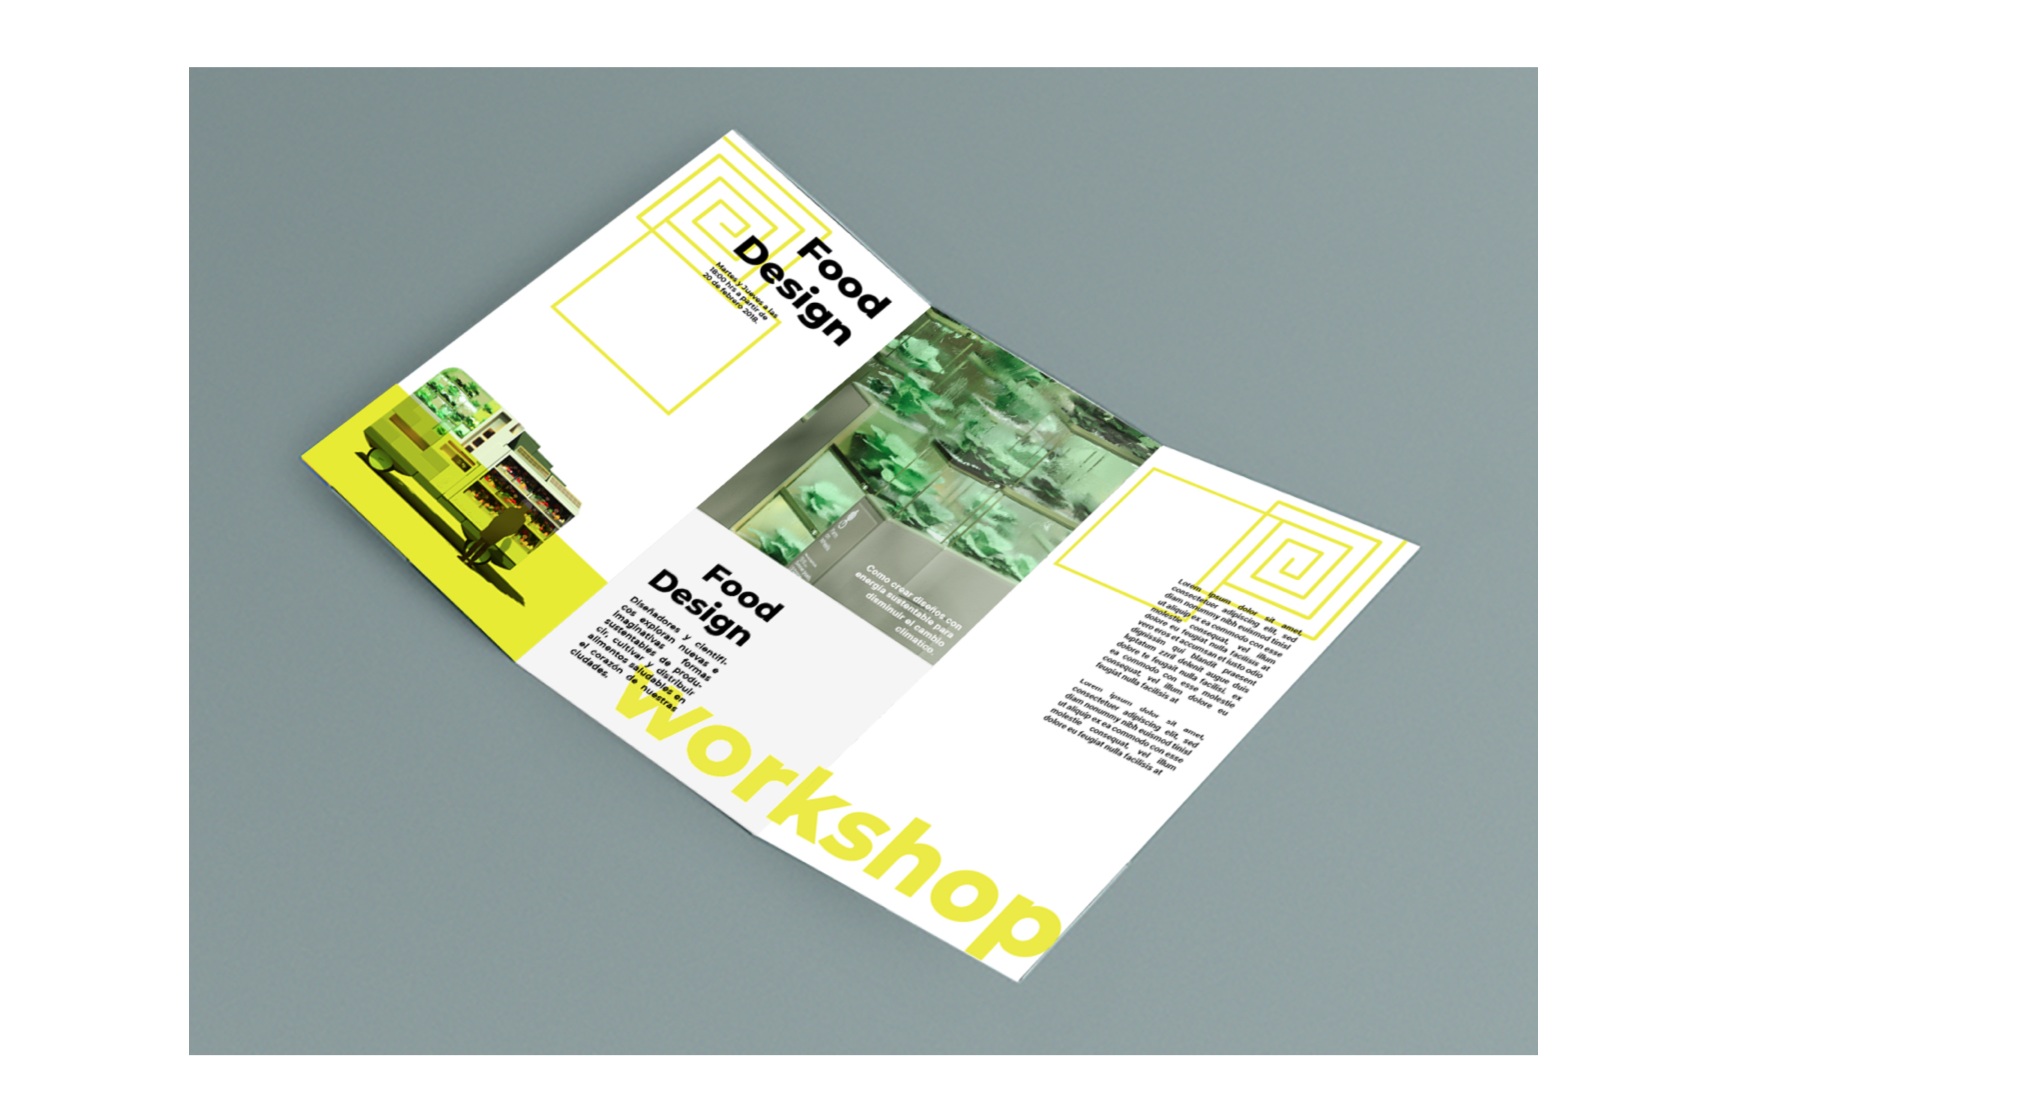 Food
Design
Martes y Jueves a las
18:00 hrs a partir de
20 de febrero 2018.
Food
Design
Diseñadores y científi-
cos exploran nuevas e
imaginativas formas
sustentables de produ-
cir, cultivar y distribuir
alimentos saludables en
el corazón de nuestras
ciudades.
Como crear diseños con
energía sustentable para
disminuir el cambio
climatico.
workshop
Lorem ipsum dolor sit amet,
consectetuer adipiscing elit, sed
diam nonummy nibh euismod tinisl
ut aliquip ex ea commodo con esse
molestie consequat, vel illum
dolore eu feugiat nulla facilisis at
vero eros et accumsan et iusto odio
dignissim qui blandit praesent
luptatum zzril delenit augue duis
dolore te feugait nulla facilisi. ex
ea commodo con esse molestie
consequat, vel illum dolore eu
feugiat nulla facilisis at
Lorem ipsum dolor sit amet,
consectetuer adipiscing elit, sed
diam nonummy nibh euismod tinisl
ut aliquip ex ea commodo con esse
molestie consequat, vel illum
dolore eu feugiat nulla facilisis at